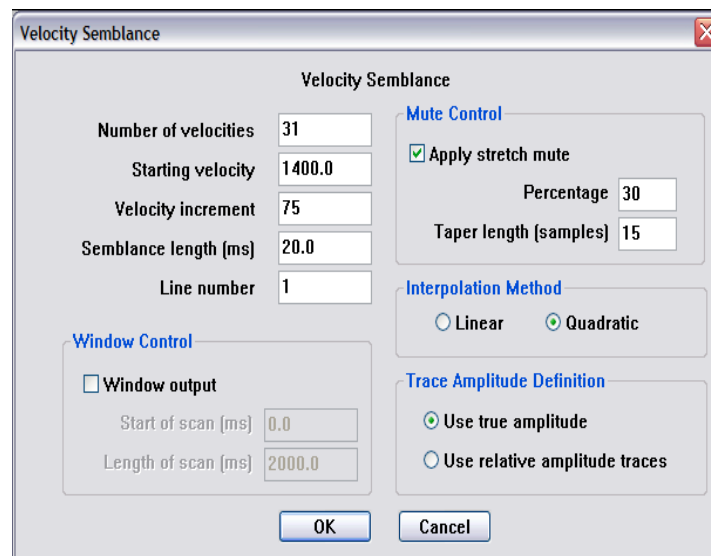 Velocity Semblance
Velocity Semblance
Number of velocities 31
Starting velocity 1400.0
Velocity increment 75
Semblance length (ms) 20.0
Line number 1
Window Control
Window output
Start of scan (ms) 0.0
Length of scan (ms) 2000.0
Mute Control
Apply stretch mute
Percentage 30
Taper length (samples) 15
Interpolation Method
Linear Quadratic
Trace Amplitude Definition
Use true amplitude
Use relative amplitude traces
OK Cancel